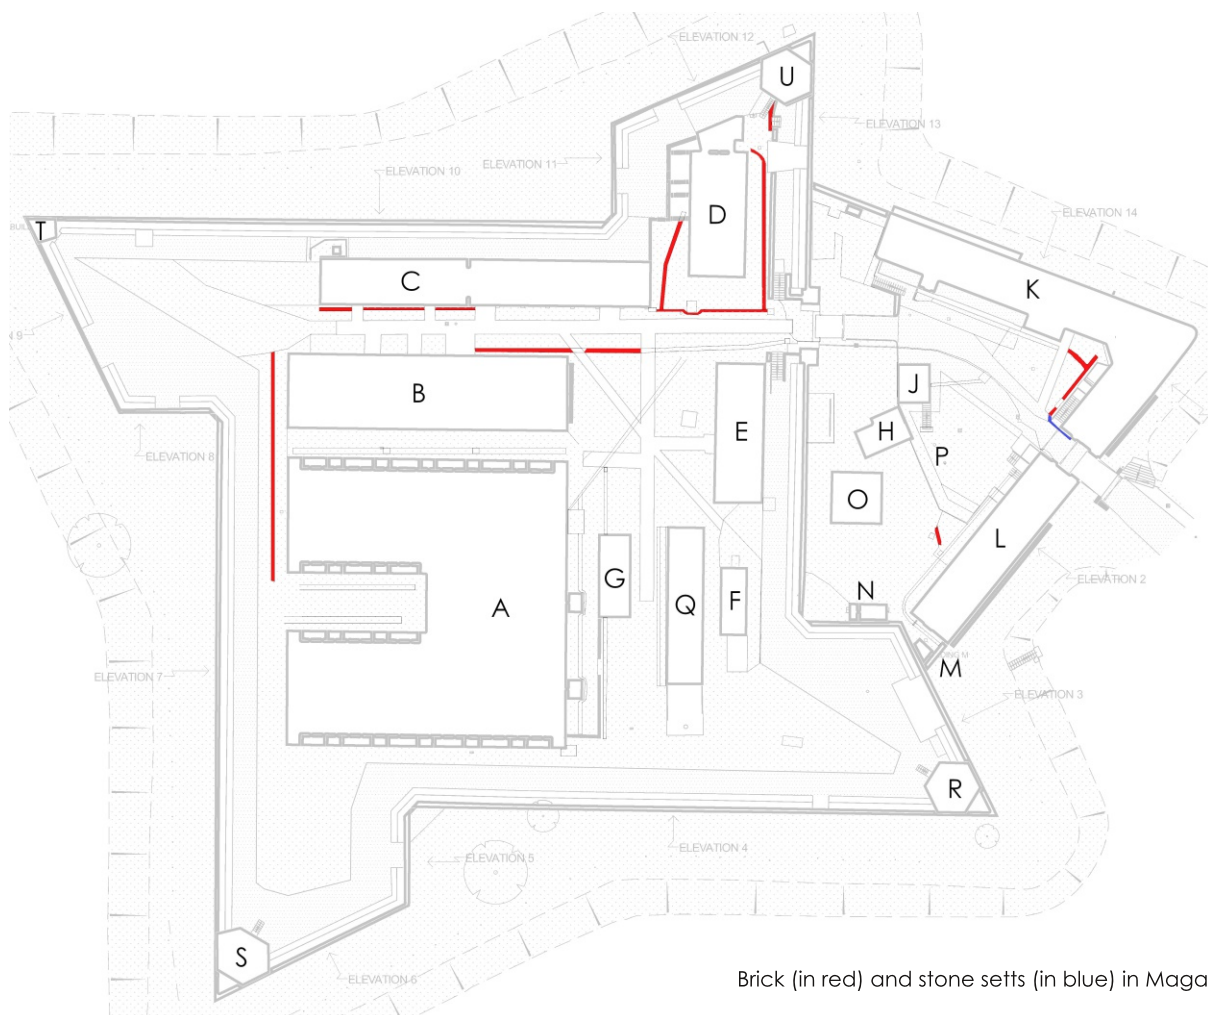 ELEVATION 12
U
ELEVATION 13
ELEVATION 11
ELEVATION 10
D
ELEVATION 14
T
C
K
J
B
E
H
P
ELEVATION 8
O
L
G
N
ELEVATION 2
A
Q
F
M
ELEVATION 7
ELEVATION 3
R
ELEVATION 4
ELEVATION 5
S
ELEVATION 6
Brick (in red) and stone setts (in blue) in Maga